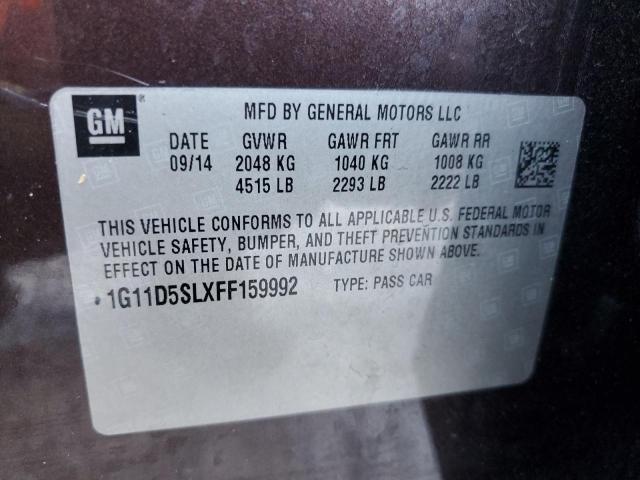 GM
MFD BY GENERAL MOTORS LLC
DATE GVWR GAWR FRT GAWR RR
09/14 2048 KG 1040 KG 1008 KG
4515 LB 2293 LB 2222 LB
THIS VEHICLE CONFORMS TO ALL APPLICABLE U.S. FEDERAL MOTOR
VEHICLE SAFETY, BUMPER, AND THEFT PREVENTION STANDARDS IN
EFFECT ON THE DATE OF MANUFACTURE SHOWN ABOVE.
1G11D5SLXFF159992 TYPE: PASS CAR